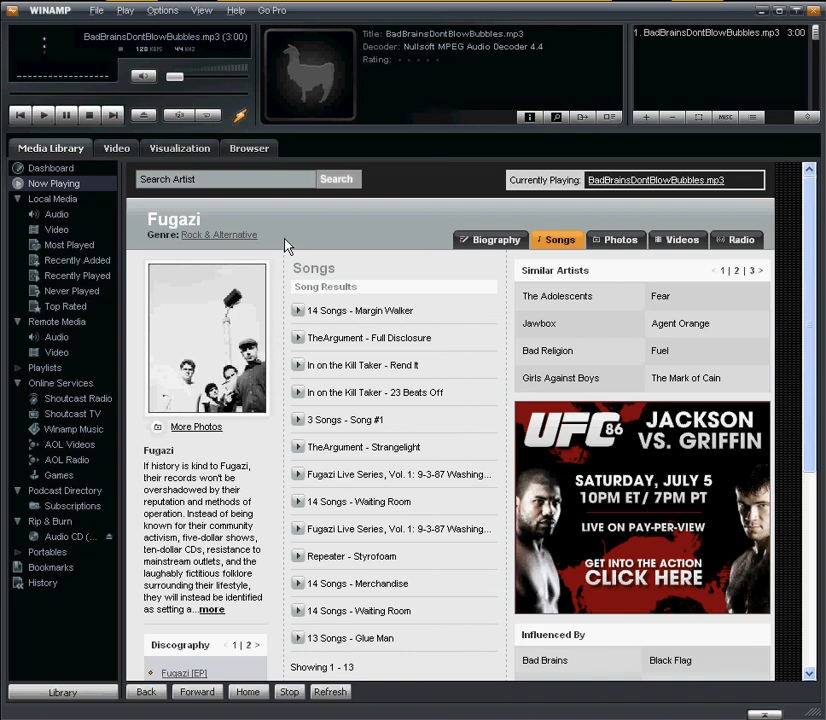 WINAMP File Play Options View Help Go Pro
BadBrainsDontBlowBubbles.mp3 (3:00)
128 KBPS 44 KHZ
Title: BadBrainsDontBlowBubbles.mp3
Decoder: Nullsoft MPEG Audio Decoder 4.4
Rating:
1. BadBrainsDontBlowBubbles.mp3 3:00
MISC
Media Library Video Visualization Browser
Dashboard
Now Playing
Local Media
Audio
Video
Most Played
Recently Added
Recently Played
Never Played
Top Rated
Remote Media
Audio
Video
Playlists
Online Services
Shoutcast Radio
Shoutcast TV
Winamp Music
AOL Videos
AOL Radio
Games
Podcast Directory
Subscriptions
Rip & Burn
Audio CD (...
Portables
Bookmarks
History
Library
Search Artist Search
Currently Playing: BadBrainsDontBlowBubbles.mp3
Fugazi
Genre: Rock & Alternative
Biography Songs Photos Videos Radio
More Photos
Fugazi
If history is kind to Fugazi,
their records won't be
overshadowed by their
reputation and methods of
operation. Instead of being
known for their community
activism, five-dollar shows,
ten-dollar CDs, resistance to
mainstream outlets, and the
laughably fictitious folklore
surrounding their lifestyle,
they will instead be identified
as setting a...more
Discography < 1 | 2 >
Fugazi [EP]
Songs
Song Results
14 Songs - Margin Walker
TheArgument - Full Disclosure
In on the Kill Taker - Rend It
In on the Kill Taker - 23 Beats Off
3 Songs - Song #1
TheArgument - Strangelight
Fugazi Live Series, Vol. 1: 9-3-87 Washing...
14 Songs - Waiting Room
Fugazi Live Series, Vol. 1: 9-3-87 Washing...
Repeater - Styrofoam
14 Songs - Merchandise
14 Songs - Waiting Room
13 Songs - Glue Man
Showing 1 - 13
Similar Artists < 1 | 2 | 3 >
The Adolescents Fear
Jawbox Agent Orange
Bad Religion Fuel
Girls Against Boys The Mark of Cain
UFC 86 JACKSON
VS. GRIFFIN
SATURDAY, JULY 5
10PM ET / 7PM PT
LIVE ON PAY-PER-VIEW
GET INTO THE ACTION
CLICK HERE
Influenced By
Bad Brains Black Flag
Back Forward Home Stop Refresh